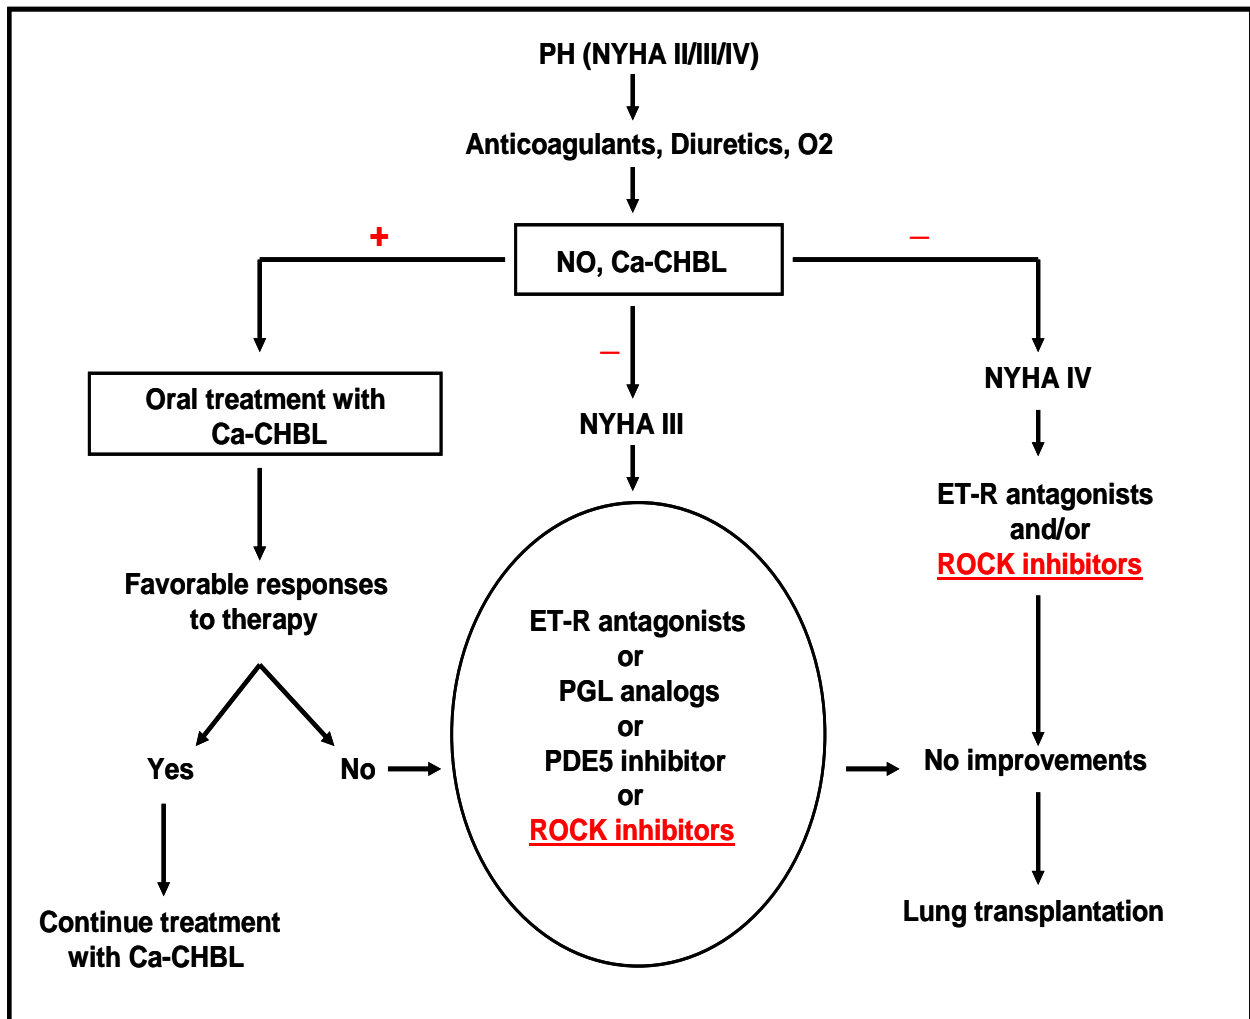 PH (NYHA II/III/IV)
Anticoagulants, Diuretics, O2
+
–
NO, Ca-CHBL
–
Oral treatment with
Ca-CHBL
NYHA III
NYHA IV
ET-R antagonists
and/or
ROCK inhibitors
Favorable responses
to therapy
ET-R antagonists
or
PGL analogs
or
PDE5 inhibitor
or
ROCK inhibitors
Yes
No
No improvements
Continue treatment
with Ca-CHBL
Lung transplantation